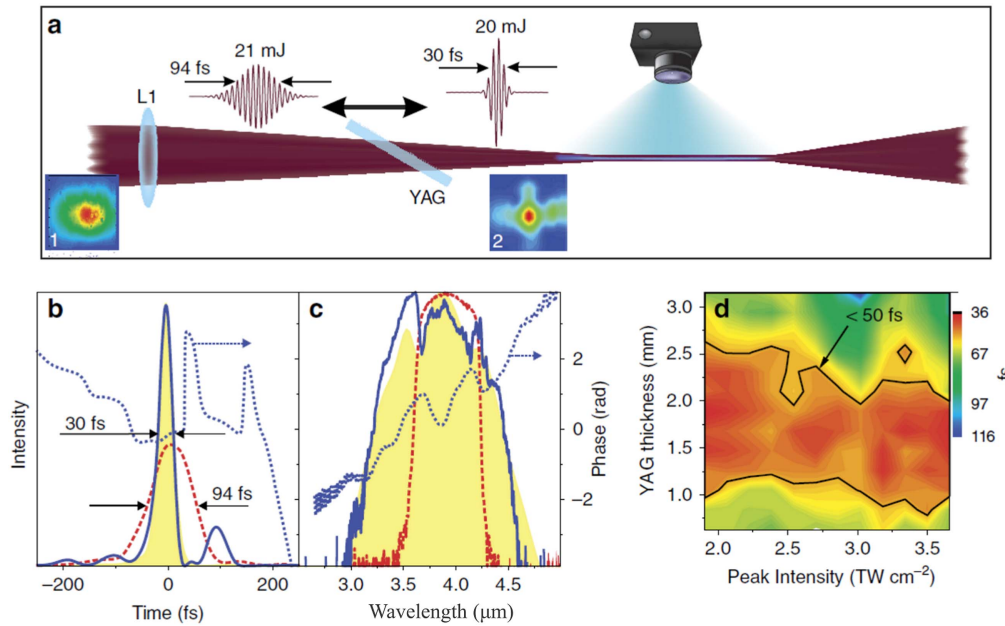 a
21 mJ
94 fs
20 mJ
30 fs
L1
YAG
1
2
b
Intensity
30 fs
94 fs
−200
0
200
Time (fs)
c
2
0
−2
Phase (rad)
3.0
3.5
4.0
4.5
Wavelength (μm)
d
< 50 fs
YAG thickness (mm)
3.0
2.5
2.0
1.5
1.0
2.0
2.5
3.0
3.5
Peak Intensity (TW cm⁻²)
36
67
97
116